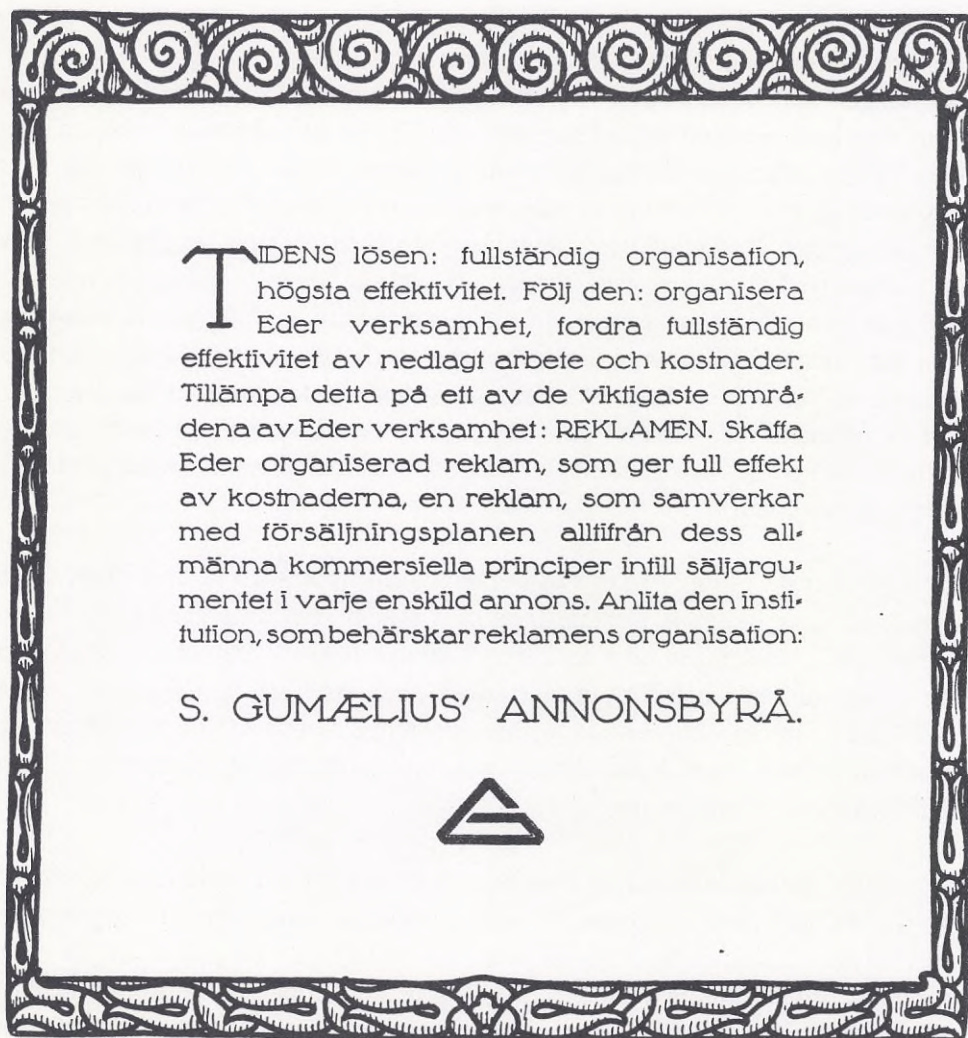 TIDENS lösen: fullständig organisation,
högsta effektivitet. Följ den: organisera
Eder verksamhet, fordra fullständig
effektivitet av nedlagt arbete och kostnader.
Tillämpa detta på ett av de viktigaste områ-
dena av Eder verksamhet: REKLAMEN. Skaffa
Eder organiserad reklam, som ger full effekt
av kostnaderna, en reklam, som samverkar
med försäljningsplanen alltifrån dess all-
männa kommersiella principer intill säljargu-
mentet i varje enskild annons. Anlita den insti-
tution, som behärskar reklamens organisation:
S. GUMÆLIUS' ANNONSBYRÅ.